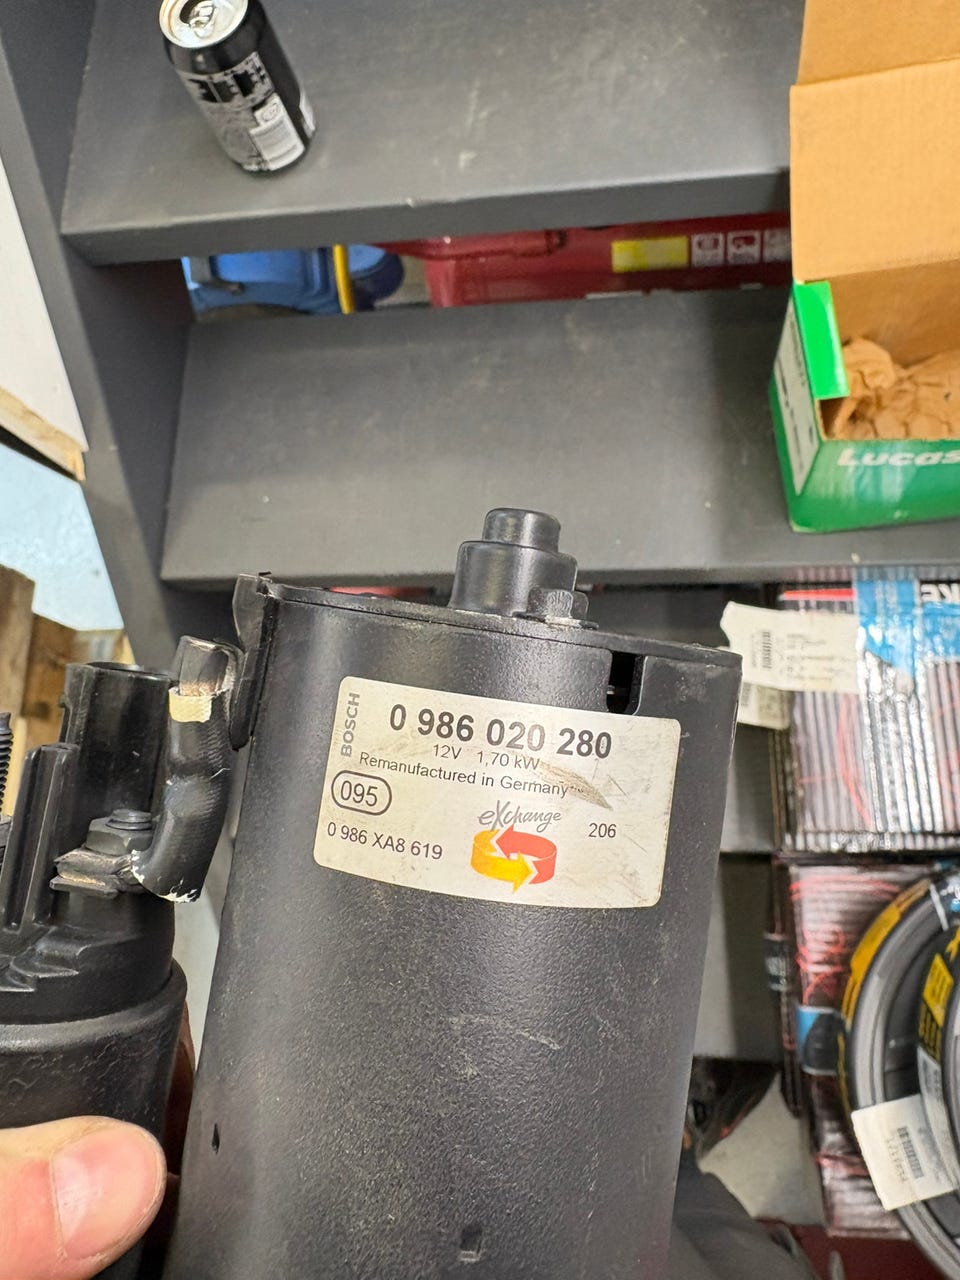 Lucas
KE
BOSCH
0 986 020 280
12V 1,70 kW
Remanufactured in Germany
095
eXchange
206
0 986 XA8 619